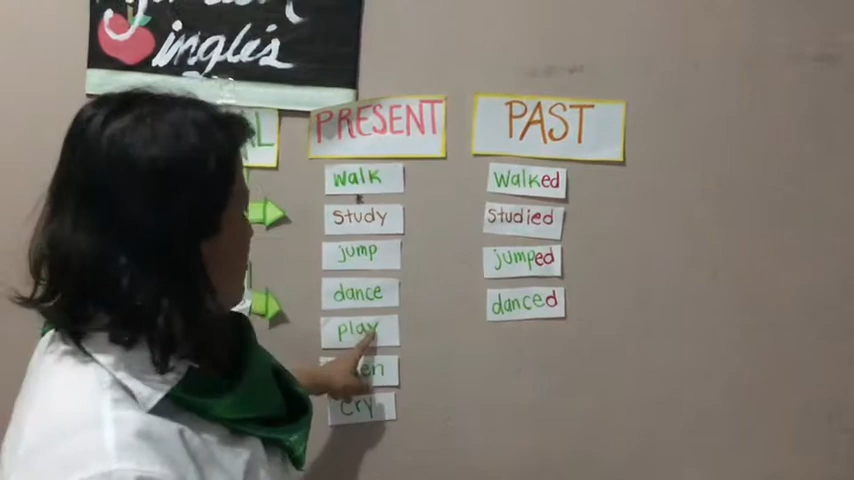 inglés
PRESENT PAST
walk walked
study studied
jump jumped
dance danced
play
cry